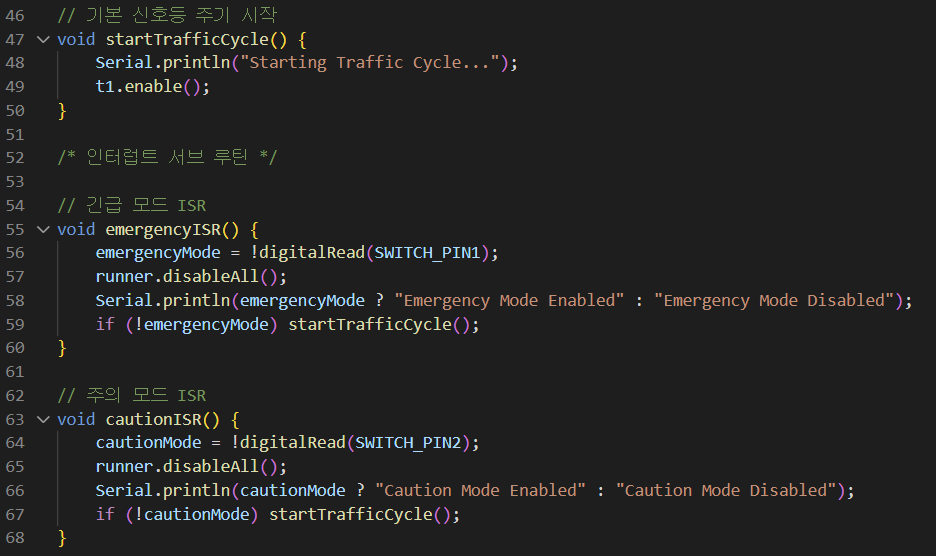 46 // 기본 신호등 주기 시작
47 void startTrafficCycle() {
48     Serial.println("Starting Traffic Cycle...");
49     t1.enable();
50 }
51
52 /* 인터럽트 서브 루틴 */
53
54 // 긴급 모드 ISR
55 void emergencyISR() {
56     emergencyMode = !digitalRead(SWITCH_PIN1);
57     runner.disableAll();
58     Serial.println(emergencyMode ? "Emergency Mode Enabled" : "Emergency Mode Disabled");
59     if (!emergencyMode) startTrafficCycle();
60 }
61
62 // 주의 모드 ISR
63 void cautionISR() {
64     cautionMode = !digitalRead(SWITCH_PIN2);
65     runner.disableAll();
66     Serial.println(cautionMode ? "Caution Mode Enabled" : "Caution Mode Disabled");
67     if (!cautionMode) startTrafficCycle();
68 }